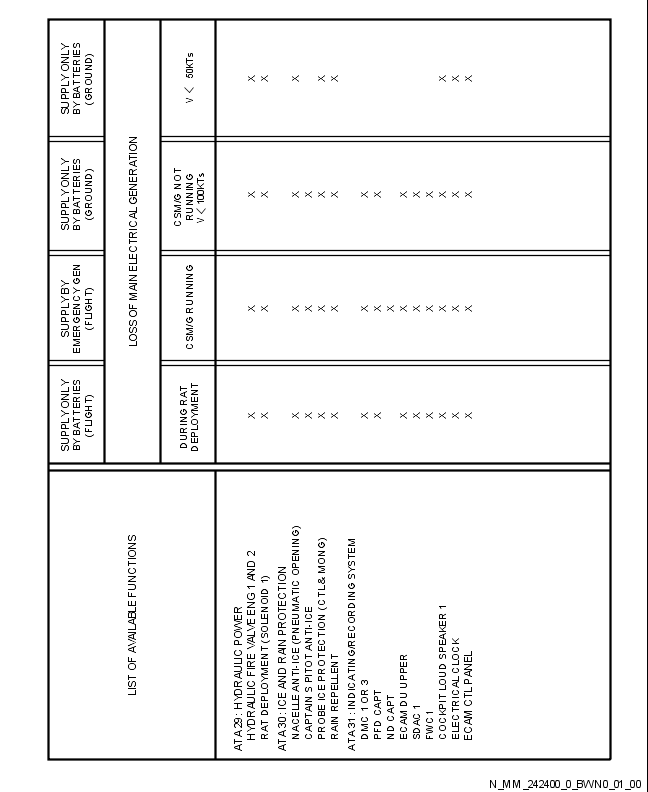 SUPPLY ONLY BY BATTERIES (FLIGHT)
SUPPLY BY EMERGENCY GEN (FLIGHT)
SUPPLY ONLY BY BATTERIES (GROUND)
SUPPLY ONLY BY BATTERIES (GROUND)
LIST OF AVAILABLE FUNCTIONS
LOSS OF MAIN ELECTRICAL GENERATION
DURING RAT DEPLOYMENT
CSM/G RUNNING
CSM/G NOT RUNNING V < 100KTs
V < 50KTs
ATA 29 : HYDRAULIC POWER
HYDRAULIC FIRE VALVE ENG 1 AND 2 X X X X
RAT DEPLOYMENT (SOLENOID 1) X X X X
ATA 30 : ICE AND RAIN PROTECTION
NACELLE ANTI-ICE (PNEUMATIC OPENING) X X X X
CAPTAIN S PITOT ANTI-ICE X X X
PROBE ICE PROTECTION (CTL & MONG) X X X X
RAIN REPELLENT X X X X
ATA 31 : INDICATING/RECORDING SYSTEM
DMC 1 OR 3 X X X
PFD CAPT X X X
ND CAPT X
ECAM DU UPPER X X X
SDAC 1 X X X
FWC 1 X X X
COCKPIT LOUD SPEAKER 1 X X X X
ELECTRICAL CLOCK X X X X
ECAM CTL PANEL X X X X
N_MM_242400_0_BVVN0_01_00